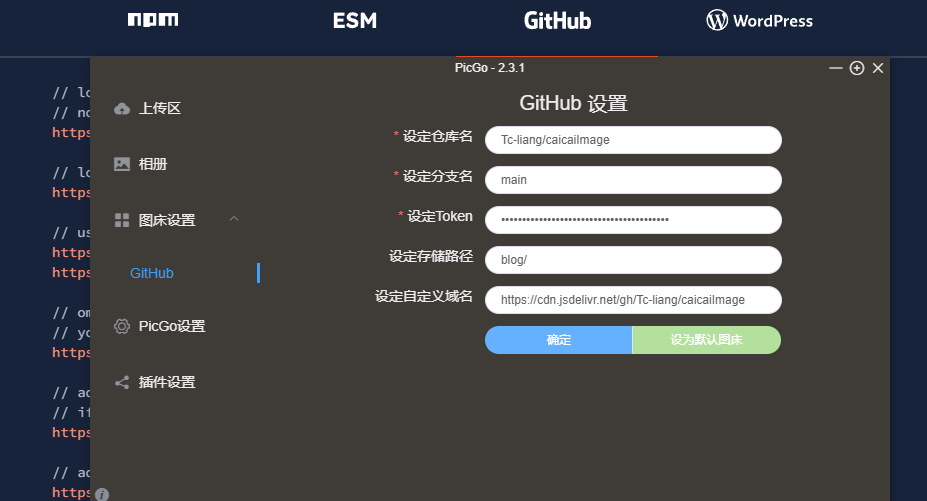 npm
ESM
GitHub
WordPress
PicGo - 2.3.1
// lo
// no
https
// lo
https
// us
https
https
// om
// yo
https
// ad
// if
https
// ad
https
上传区
相册
图床设置
GitHub
PicGo设置
插件设置
GitHub 设置
* 设定仓库名 Tc-liang/caicaiImage
* 设定分支名 main
* 设定Token ••••••••••••••••••••••••••••••••••••••••
设定存储路径 blog/
设定自定义域名 https://cdn.jsdelivr.net/gh/Tc-liang/caicaiImage
确定 设为默认图床